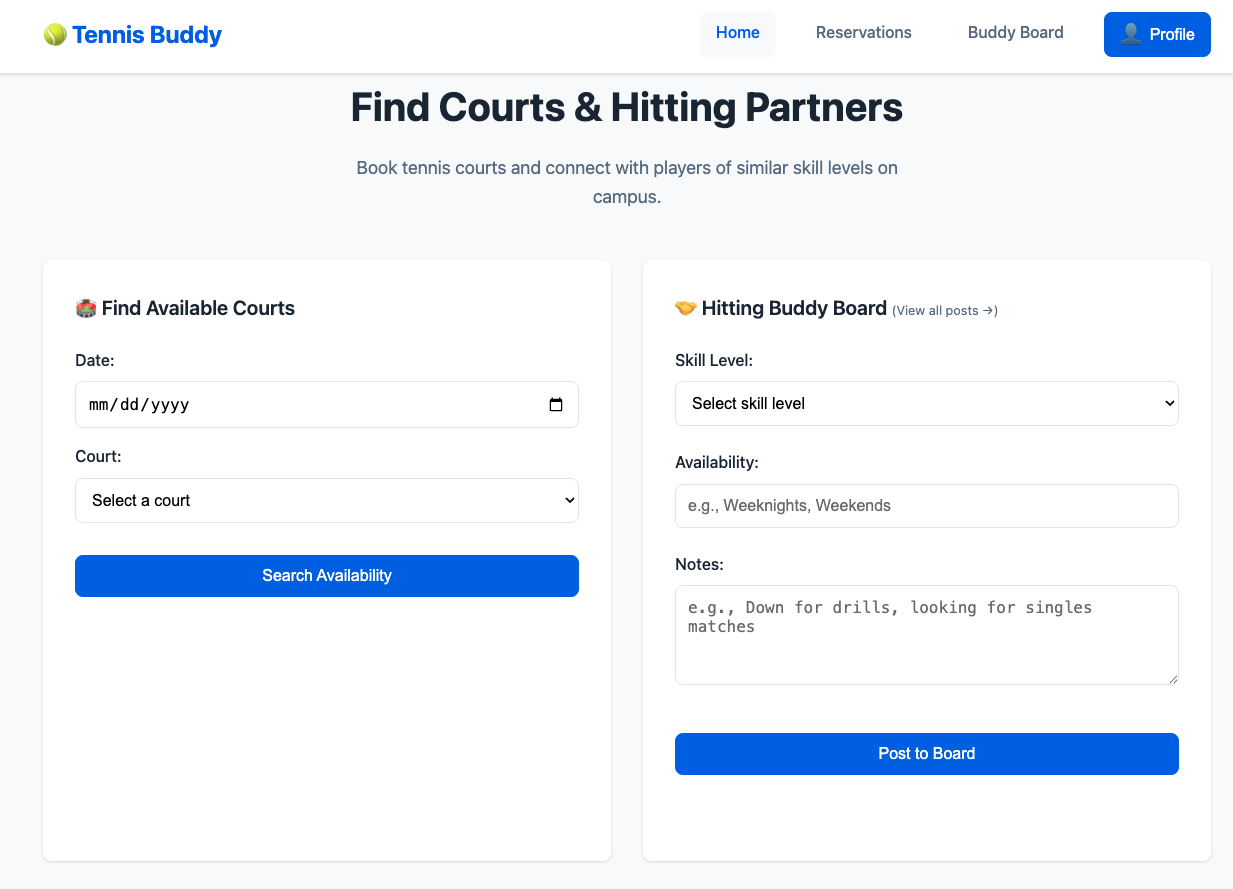 🎾 Tennis Buddy
Home
Reservations
Buddy Board
👤 Profile
Find Courts & Hitting Partners
Book tennis courts and connect with players of similar skill levels on
campus.
🏟️ Find Available Courts
Date:
mm/dd/yyyy
Court:
Select a court
Search Availability
🤝 Hitting Buddy Board (View all posts →)
Skill Level:
Select skill level
Availability:
e.g., Weeknights, Weekends
Notes:
e.g., Down for drills, looking for singles
matches
Post to Board